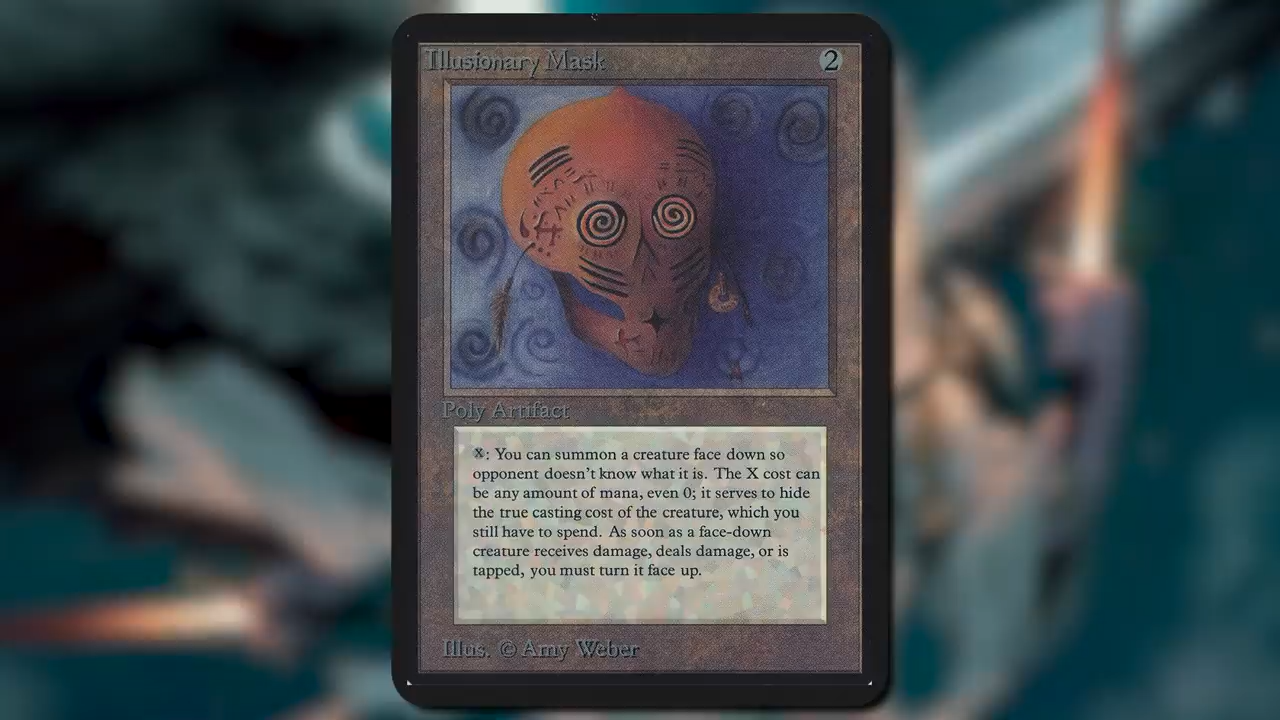 Illusionary Mask 2
Poly Artifact
X: You can summon a creature face down so
opponent doesn't know what it is. The X cost can
be any amount of mana, even 0; it serves to hide
the true casting cost of the creature, which you
still have to spend. As soon as a face-down
creature receives damage, deals damage, or is
tapped, you must turn it face up.
Illus. © Amy Weber